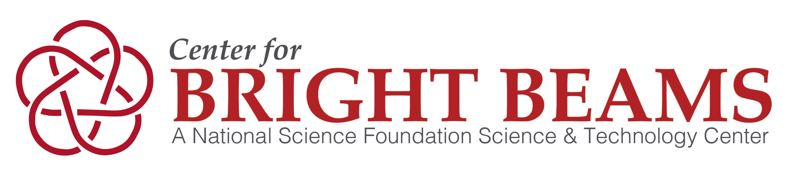 Center for
BRIGHT BEAMS
A National Science Foundation Science & Technology Center